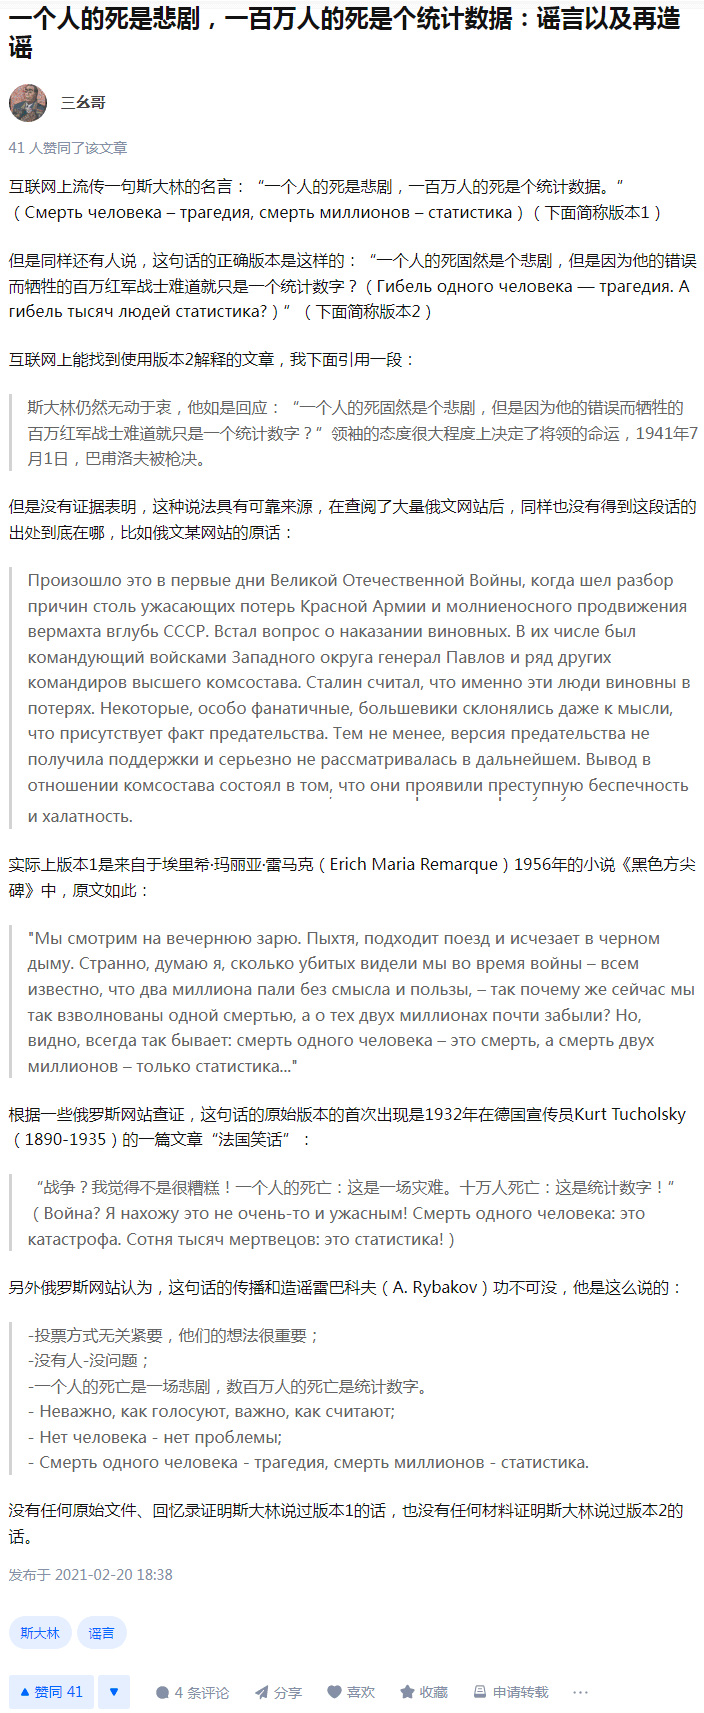 一个人的死是悲剧，一百万人的死是个统计数据：谣言以及再造
谣
三幺哥
41 人赞同了该文章
互联网上流传一句斯大林的名言：“一个人的死是悲剧，一百万人的死是个统计数据。”
（Смерть человека – трагедия, смерть миллионов – статистика）（下面简称版本1）
但是同样还有人说，这句话的正确版本是这样的：“一个人的死固然是个悲剧，但是因为他的错误
而牺牲的百万红军战士难道就只是一个统计数字？（Гибель одного человека — трагедия. А
гибель тысяч людей статистика?）”（下面简称版本2）
互联网上能找到使用版本2解释的文章，我下面引用一段：
斯大林仍然无动于衷，他如是回应：“一个人的死固然是个悲剧，但是因为他的错误而牺牲的
百万红军战士难道就只是一个统计数字？”领袖的态度很大程度上决定了将领的命运，1941年7
月1日，巴甫洛夫被枪决。
但是没有证据表明，这种说法具有可靠来源，在查阅了大量俄文网站后，同样也没有得到这段话的
出处到底在哪，比如俄文某网站的原话：
Произошло это в первые дни Великой Отечественной Войны, когда шел разбор
причин столь ужасающих потерь Красной Армии и молниеносного продвижения
вермахта вглубь СССР. Встал вопрос о наказании виновных. В их числе был
командующий войсками Западного округа генерал Павлов и ряд других
командиров высшего комсостава. Сталин считал, что именно эти люди виновны в
потерях. Некоторые, особо фанатичные, большевики склонялись даже к мысли,
что присутствует факт предательства. Тем не менее, версия предательства не
получила поддержки и серьезно не рассматривалась в дальнейшем. Вывод в
отношении комсостава состоял в том, что они проявили преступную беспечность
и халатность.
实际上版本1是来自于埃里希·玛丽亚·雷马克（Erich Maria Remarque）1956年的小说《黑色方尖
碑》中，原文如此：
"Мы смотрим на вечернюю зарю. Пыхтя, подходит поезд и исчезает в черном
дыму. Странно, думаю я, сколько убитых видели мы во время войны – всем
известно, что два миллиона пали без смысла и пользы, – так почему же сейчас мы
так взволнованы одной смертью, а о тех двух миллионах почти забыли? Но,
видно, всегда так бывает: смерть одного человека – это смерть, а смерть двух
миллионов – только статистика..."
根据一些俄罗斯网站查证，这句话的原始版本的首次出现是1932年在德国宣传员Kurt Tucholsky
（1890-1935）的一篇文章“法国笑话”：
“战争？我觉得不是很糟糕！一个人的死亡：这是一场灾难。十万人死亡：这是统计数字！”
（Война? Я нахожу это не очень-то и ужасным! Смерть одного человека: это
катастрофа. Сотня тысяч мертвецов: это статистика!）
另外俄罗斯网站认为，这句话的传播和造谣雷巴科夫（A. Rybakov）功不可没，他是这么说的：
-投票方式无关紧要，他们的想法很重要；
-没有人-没问题；
-一个人的死亡是一场悲剧，数百万人的死亡是统计数字。
- Неважно, как голосуют, важно, как считают;
- Нет человека - нет проблемы;
- Смерть одного человека - трагедия, смерть миллионов - статистика.
没有任何原始文件、回忆录证明斯大林说过版本1的话，也没有任何材料证明斯大林说过版本2的
话。
发布于 2021-02-20 18:38
斯大林 谣言
赞同 41 4 条评论 分享 喜欢 收藏 申请转载 ···